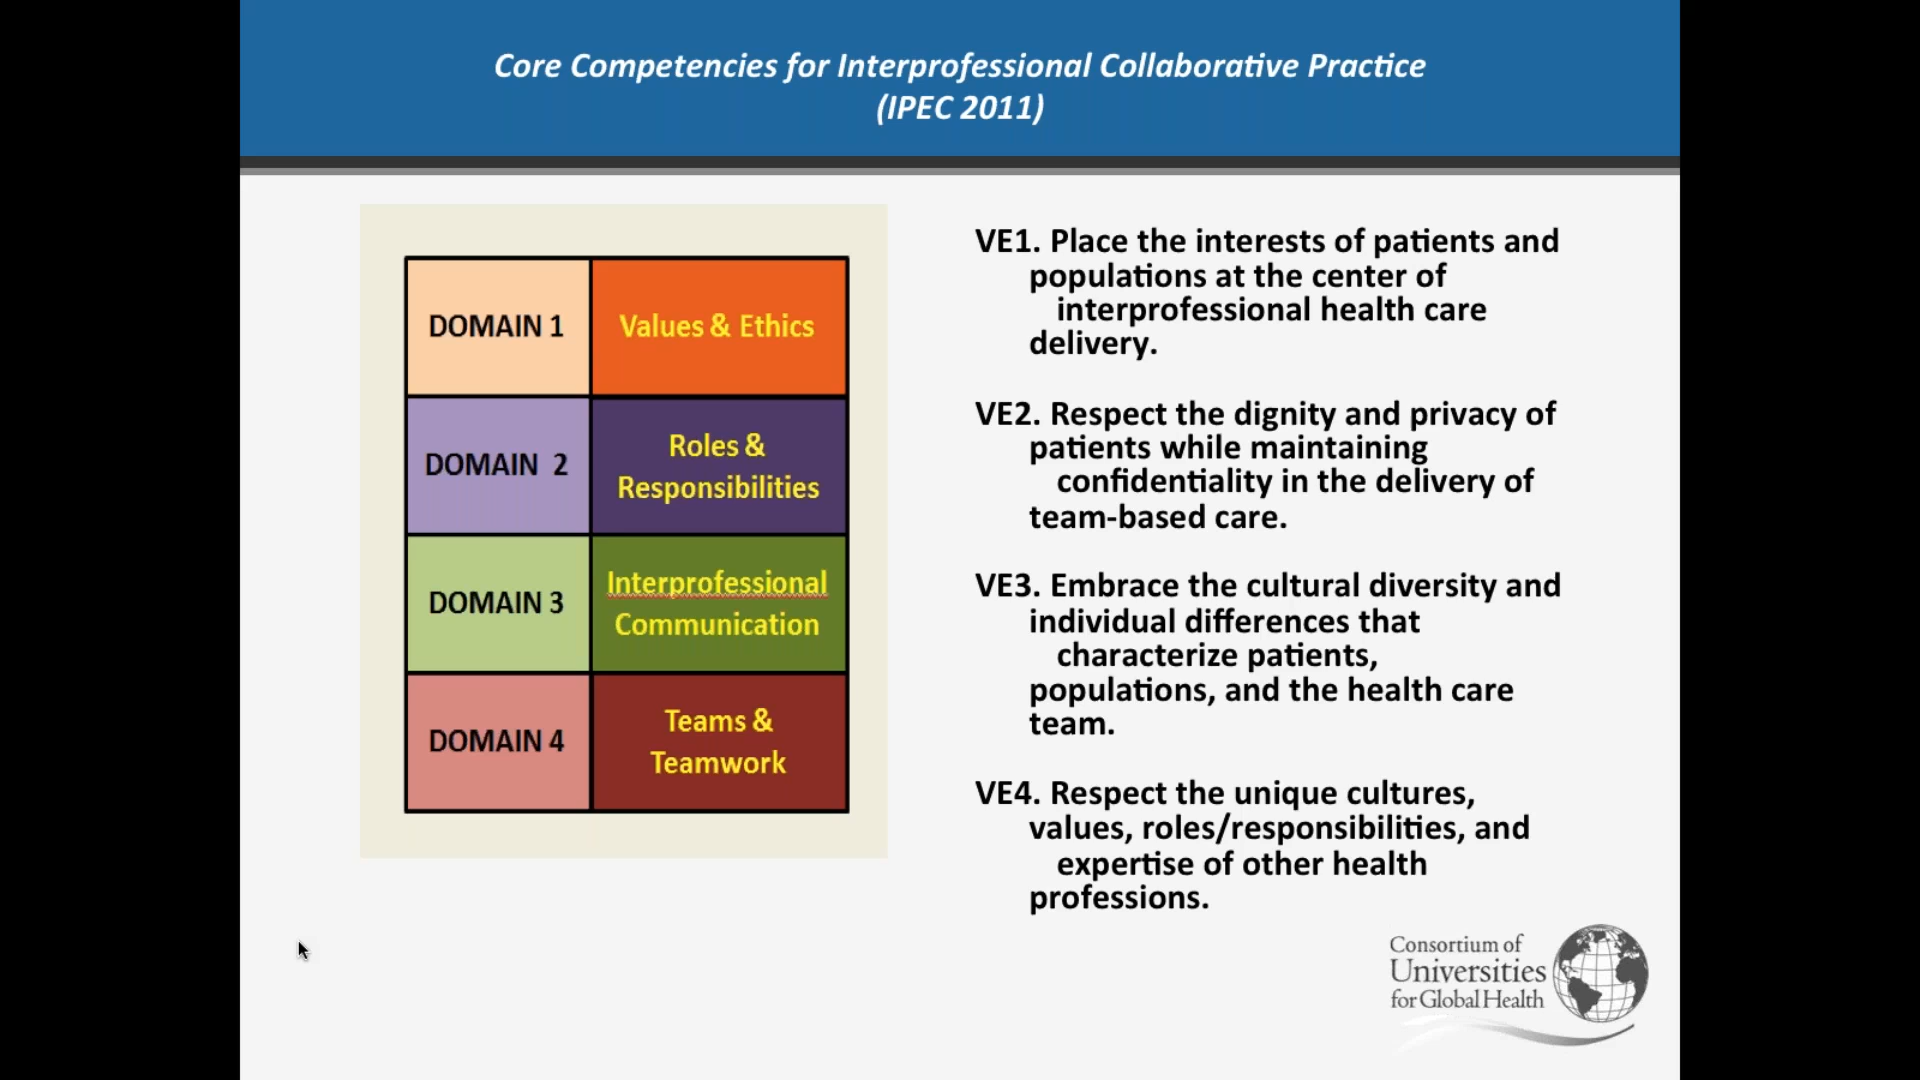 Core Competencies for Interprofessional Collaborative Practice
(IPEC 2011)
DOMAIN 1
Values & Ethics
DOMAIN 2
Roles &
Responsibilities
DOMAIN 3
Interprofessional
Communication
DOMAIN 4
Teams &
Teamwork
VE1. Place the interests of patients and
populations at the center of
interprofessional health care
delivery.
VE2. Respect the dignity and privacy of
patients while maintaining
confidentiality in the delivery of
team-based care.
VE3. Embrace the cultural diversity and
individual differences that
characterize patients,
populations, and the health care
team.
VE4. Respect the unique cultures,
values, roles/responsibilities, and
expertise of other health
professions.
Consortium of
Universities
for Global Health